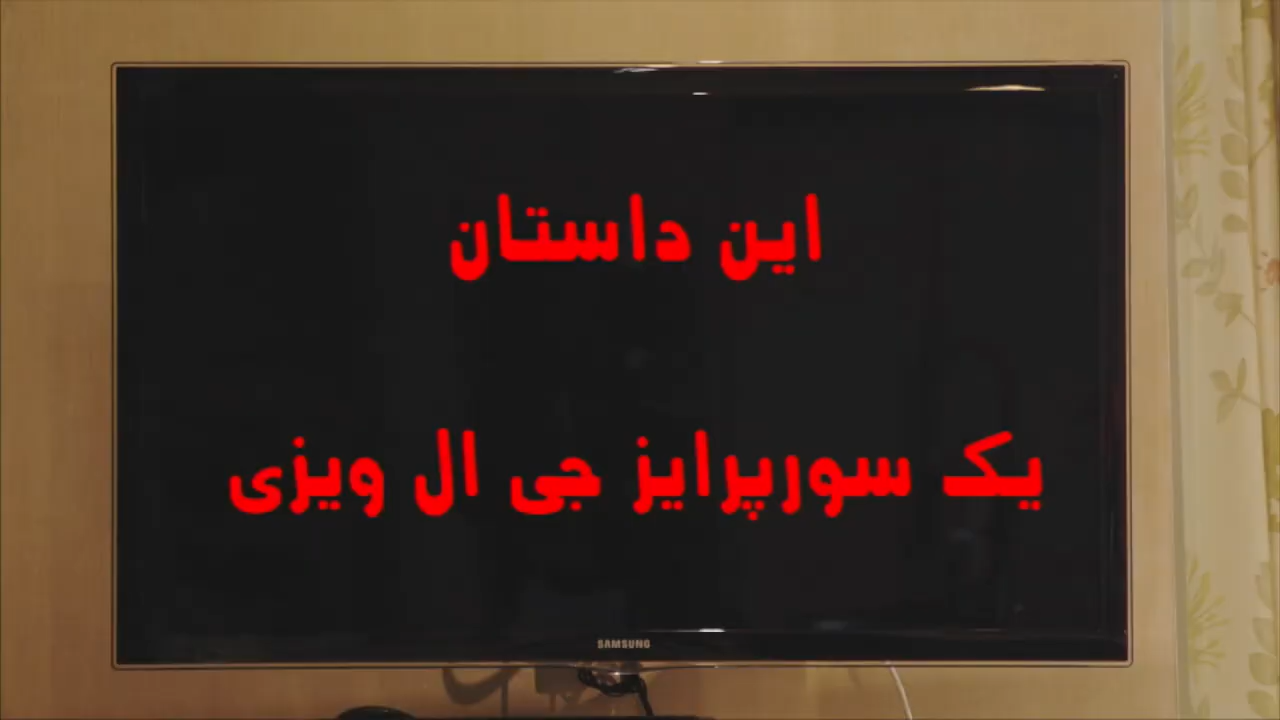 این داستان
یک سورپرایز جی ال ویزی
SAMSUNG